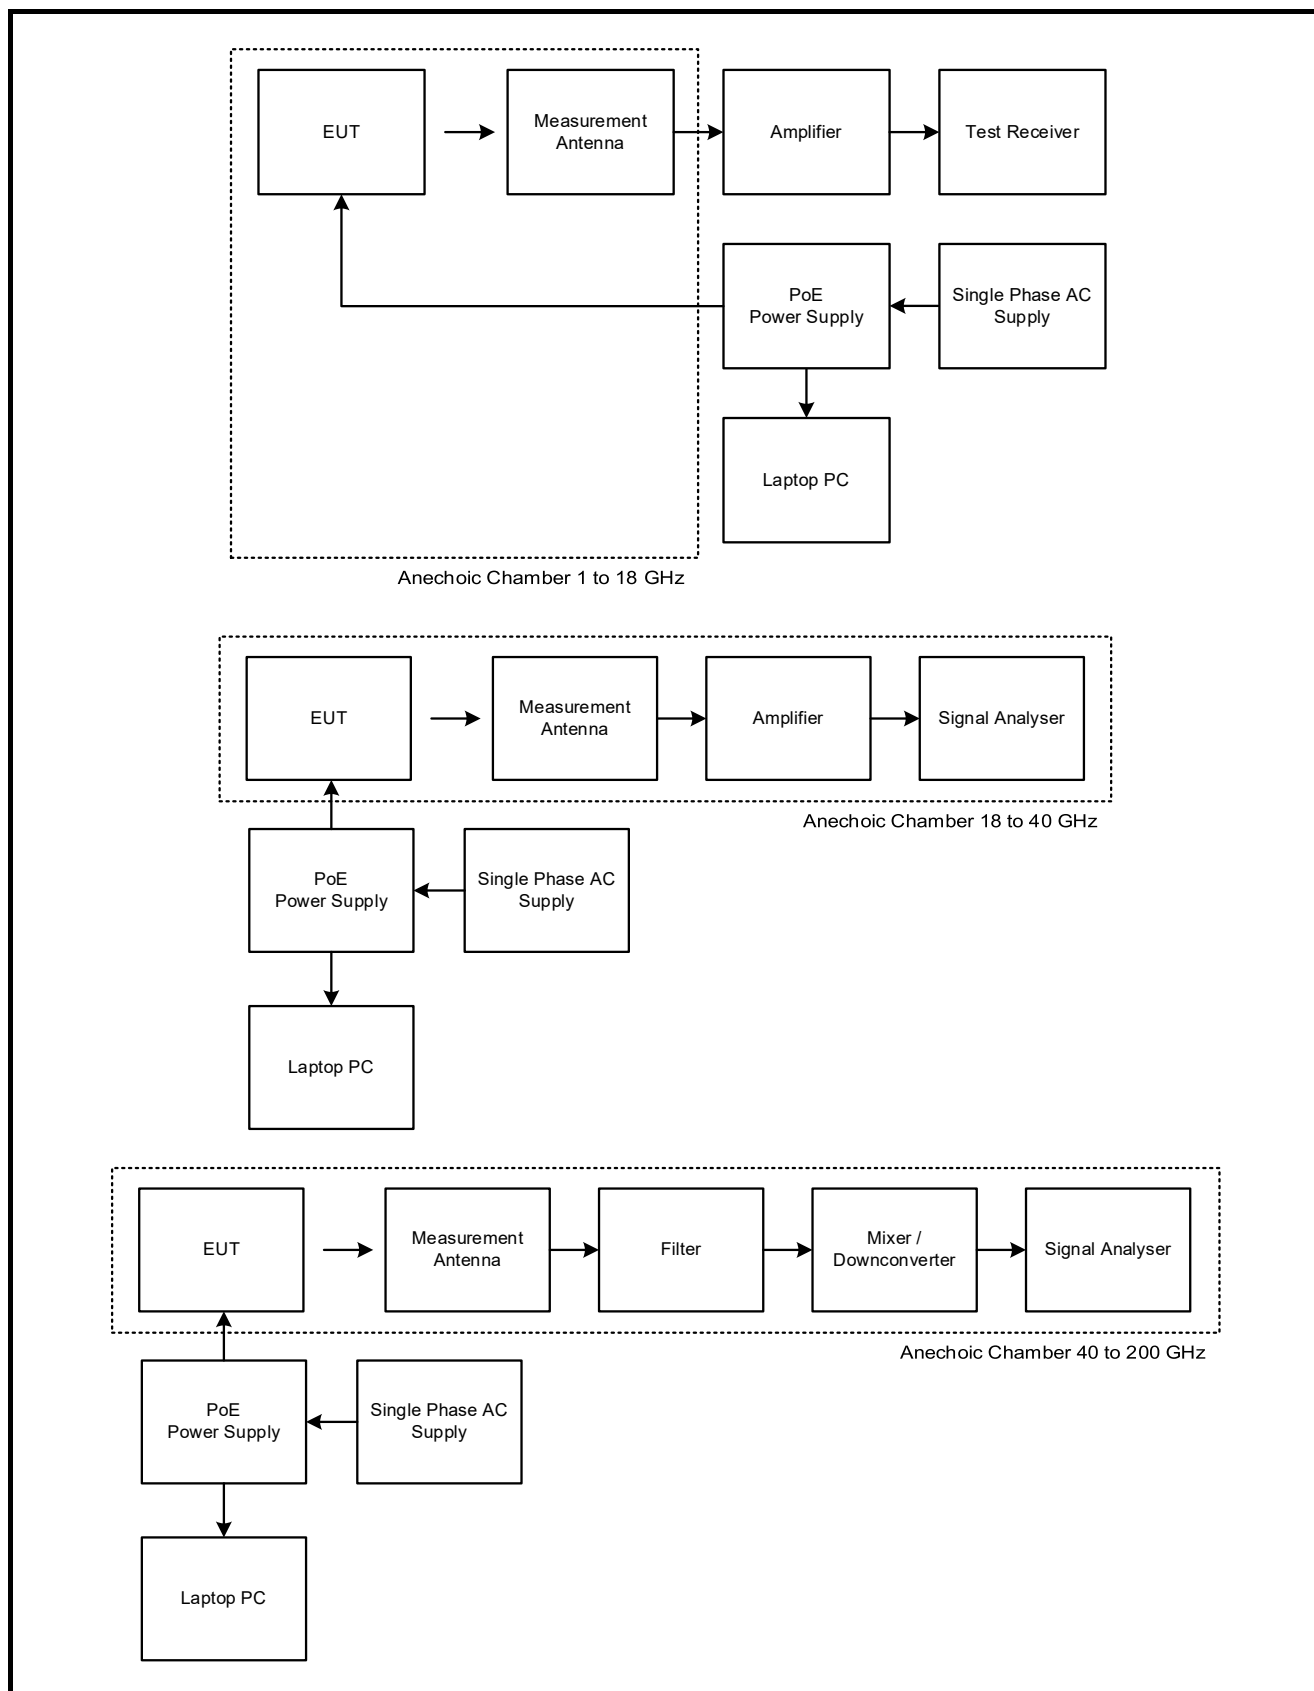 EUT
Measurement
Antenna
Amplifier
Test Receiver
PoE
Power Supply
Single Phase AC
Supply
Laptop PC
Anechoic Chamber 1 to 18 GHz
EUT
Measurement
Antenna
Amplifier
Signal Analyser
Anechoic Chamber 18 to 40 GHz
PoE
Power Supply
Single Phase AC
Supply
Laptop PC
EUT
Measurement
Antenna
Filter
Mixer /
Downconverter
Signal Analyser
Anechoic Chamber 40 to 200 GHz
PoE
Power Supply
Single Phase AC
Supply
Laptop PC